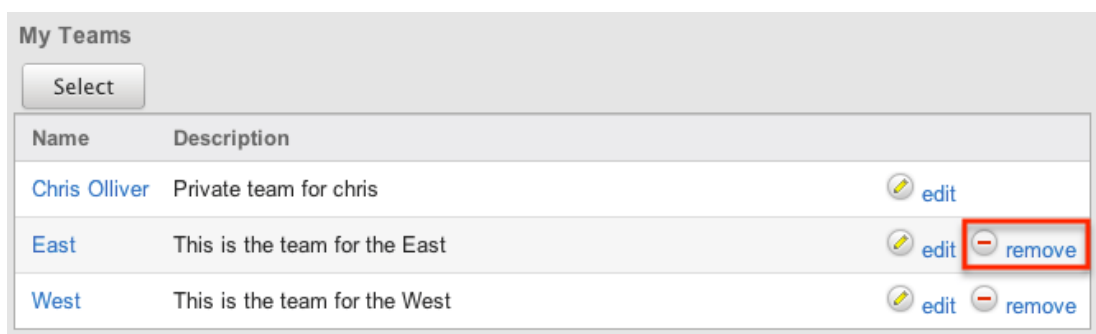 My Teams
Select
Name Description
Chris Olliver Private team for chris edit
East This is the team for the East edit remove
West This is the team for the West edit remove